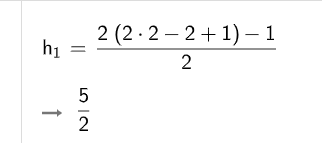 h₁ = (2 (2 · 2 − 2 + 1) − 1) / 2
→ 5/2